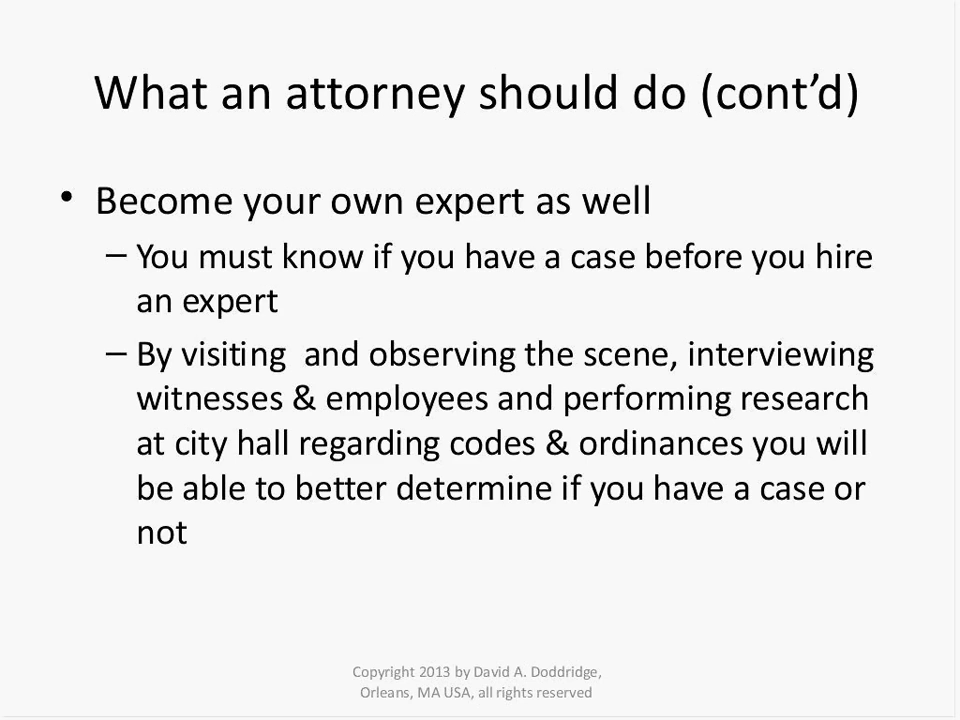 What an attorney should do (cont’d)
• Become your own expert as well
– You must know if you have a case before you hire
an expert
– By visiting  and observing the scene, interviewing
witnesses & employees and performing research
at city hall regarding codes & ordinances you will
be able to better determine if you have a case or
not
Copyright 2013 by David A. Doddridge,
Orleans, MA USA, all rights reserved